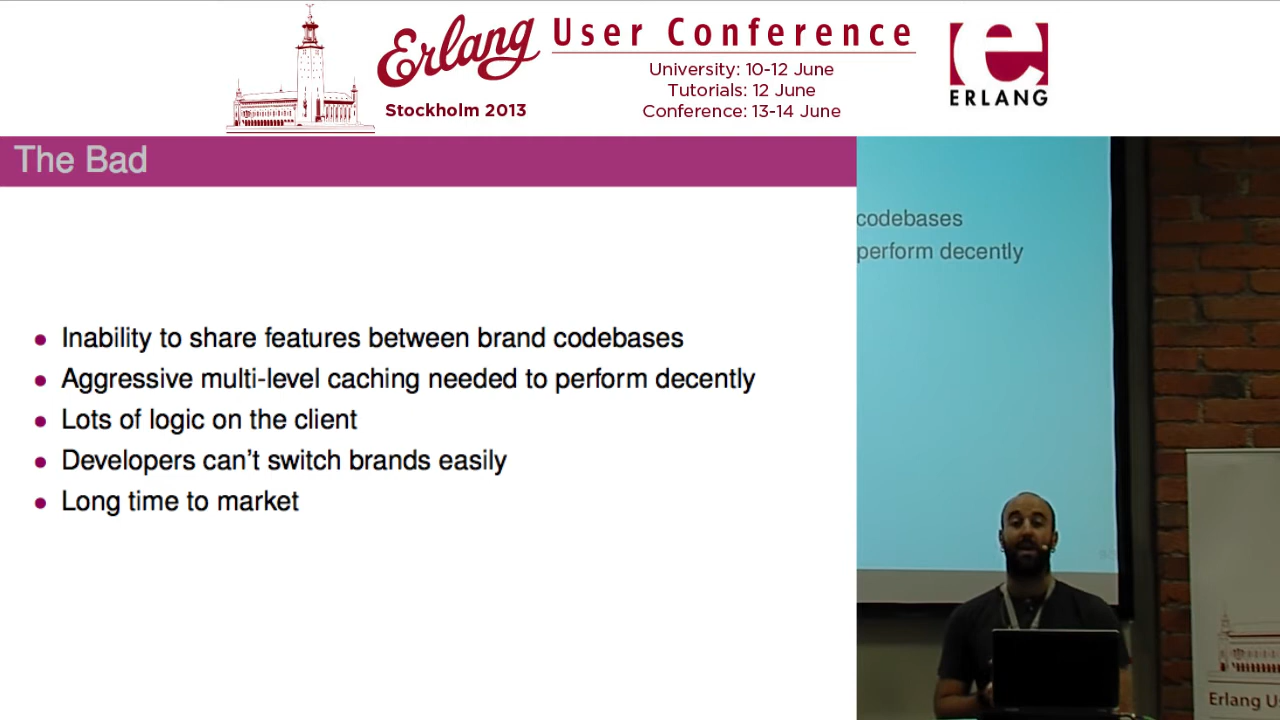 Erlang User Conference
Stockholm 2013
University: 10-12 June
Tutorials: 12 June
Conference: 13-14 June
ERLANG
The Bad
• Inability to share features between brand codebases
• Aggressive multi-level caching needed to perform decently
• Lots of logic on the client
• Developers can't switch brands easily
• Long time to market
codebases
perform decently
Erlang U